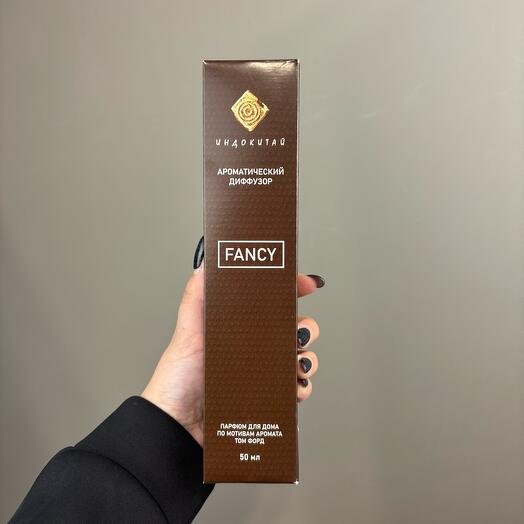 ИНДОКИТАЙ
АРОМАТИЧЕСКИЙ
ДИФФУЗОР
FANCY
ПАРФЮМ ДЛЯ ДОМА
ПО МОТИВАМ АРОМАТА
ТОМ ФОРД
50 мл